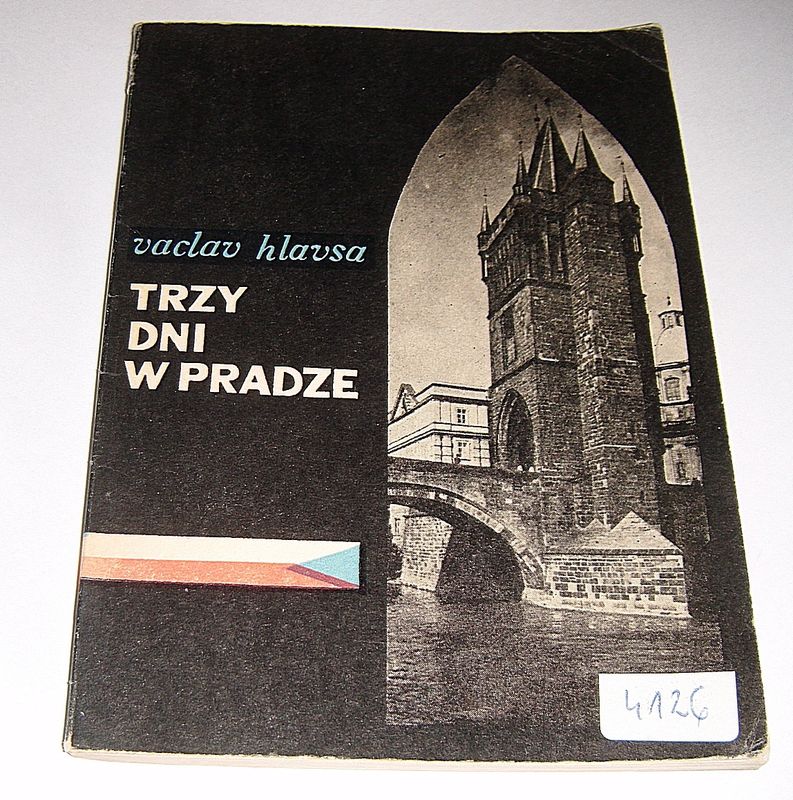 vaclav hlavsa
TRZY
DNI
W PRADZE
4126